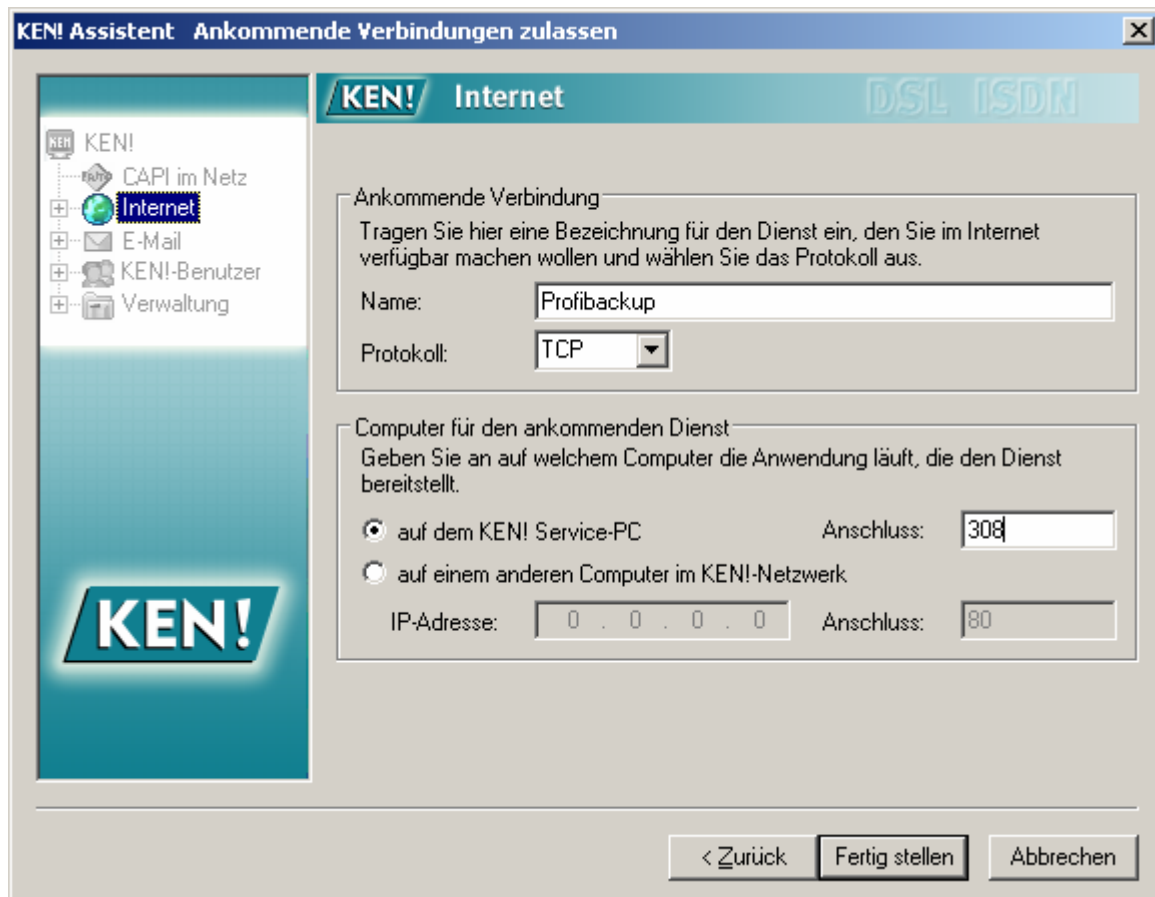 KEN! Assistent Ankommende Verbindungen zulassen
KEN! Internet DSL ISDN
KEN!
CAPI im Netz
Internet
E-Mail
KEN!-Benutzer
Verwaltung
KEN!
Ankommende Verbindung
Tragen Sie hier eine Bezeichnung für den Dienst ein, den Sie im Internet
verfügbar machen wollen und wählen Sie das Protokoll aus.
Name: Profibackup
Protokoll: TCP
Computer für den ankommenden Dienst
Geben Sie an auf welchem Computer die Anwendung läuft, die den Dienst
bereitstellt.
auf dem KEN! Service-PC Anschluss: 308
auf einem anderen Computer im KEN!-Netzwerk
IP-Adresse: 0 . 0 . 0 . 0 Anschluss: 80
< Zurück Fertig stellen Abbrechen